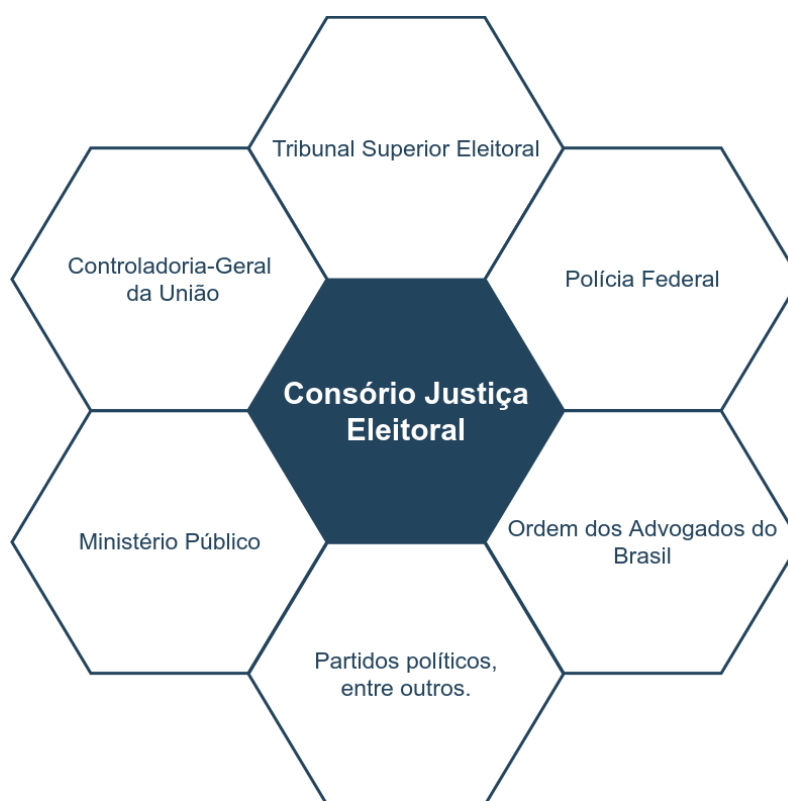 Tribunal Superior Eleitoral
Controladoria-Geral
da União
Polícia Federal
Consório Justiça
Eleitoral
Ministério Público
Ordem dos Advogados do
Brasil
Partidos políticos,
entre outros.